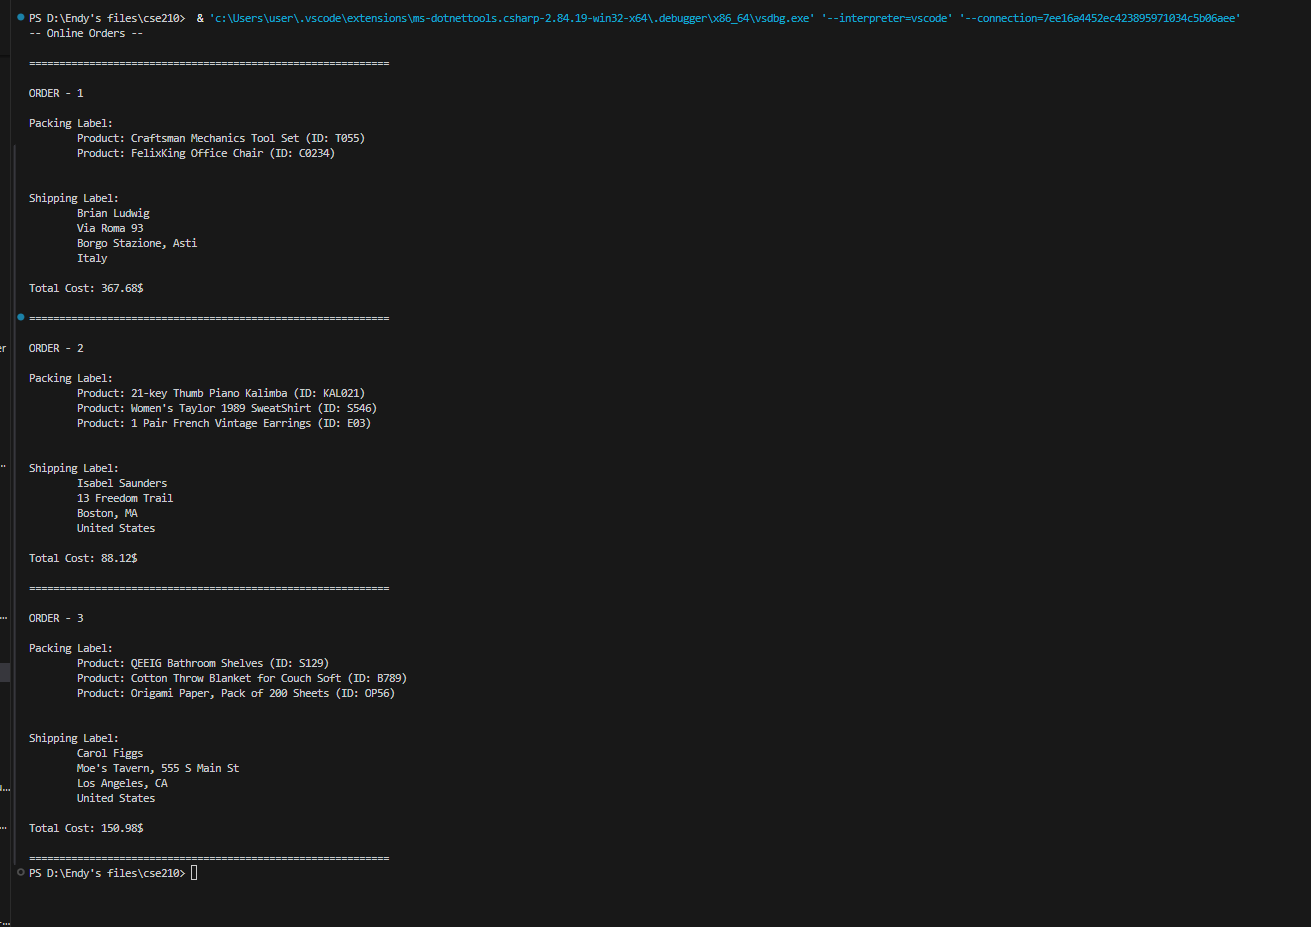 PS D:\Endy's files\cse210>  & 'c:\Users\user\.vscode\extensions\ms-dotnettools.csharp-2.84.19-win32-x64\.debugger\x86_64\vsdbg.exe' '--interpreter=vscode' '--connection=7ee16a4452ec423895971034c5b06aee'
-- Online Orders --
============================================================
ORDER - 1
Packing Label:
Product: Craftsman Mechanics Tool Set (ID: T055)
Product: FelixKing Office Chair (ID: C0234)
Shipping Label:
Brian Ludwig
Via Roma 93
Borgo Stazione, Asti
Italy
Total Cost: 367.68$
============================================================
ORDER - 2
Packing Label:
Product: 21-key Thumb Piano Kalimba (ID: KAL021)
Product: Women's Taylor 1989 SweatShirt (ID: S546)
Product: 1 Pair French Vintage Earrings (ID: E03)
Shipping Label:
Isabel Saunders
13 Freedom Trail
Boston, MA
United States
Total Cost: 88.12$
============================================================
ORDER - 3
Packing Label:
Product: QEEIG Bathroom Shelves (ID: S129)
Product: Cotton Throw Blanket for Couch Soft (ID: B789)
Product: Origami Paper, Pack of 200 Sheets (ID: OP56)
Shipping Label:
Carol Figgs
Moe's Tavern, 555 S Main St
Los Angeles, CA
United States
Total Cost: 150.98$
============================================================
PS D:\Endy's files\cse210>